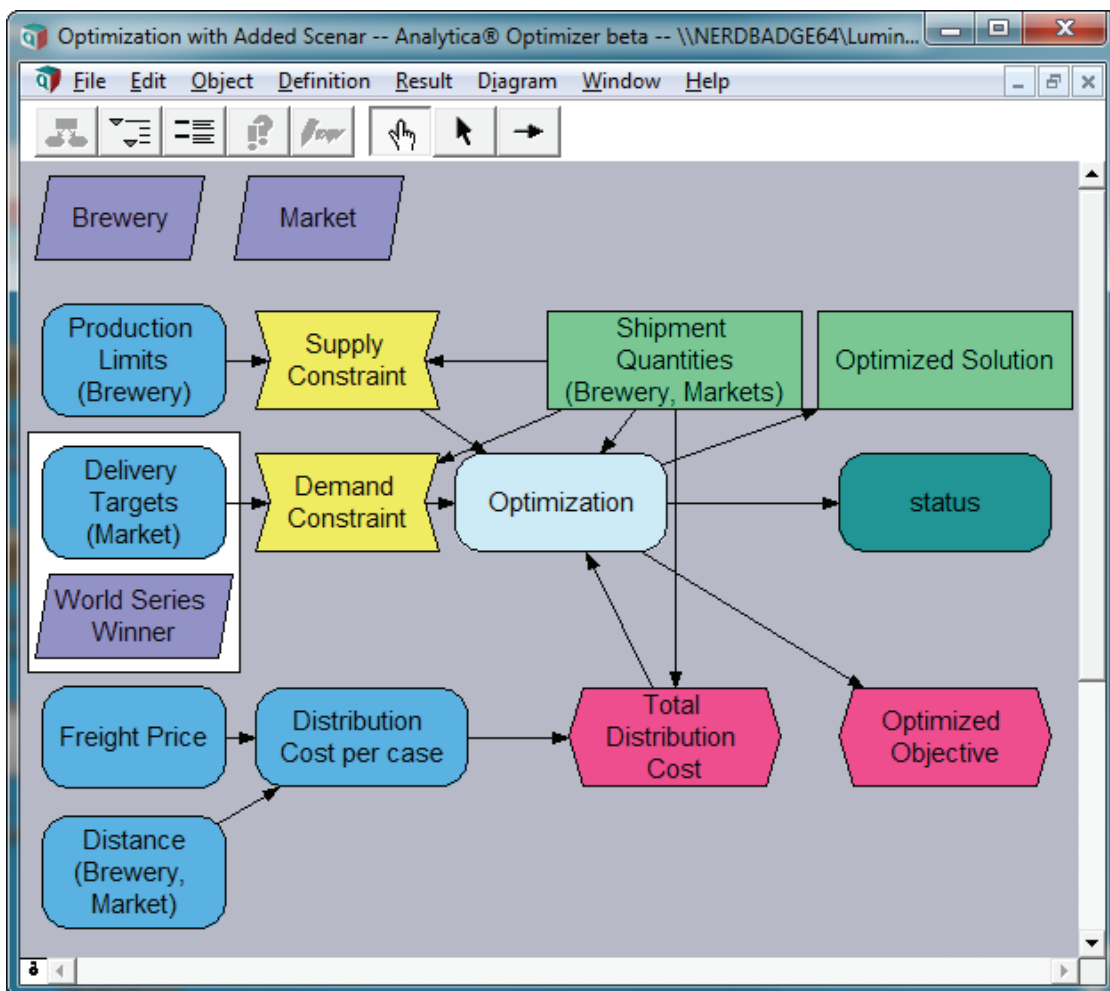 Optimization with Added Scenar -- Analytica® Optimizer beta -- \\NERDBADGE64\Lumin...
File Edit Object Definition Result Diagram Window Help
Brewery
Market
Production
Limits
(Brewery)
Supply
Constraint
Shipment
Quantities
(Brewery, Markets)
Optimized Solution
Delivery
Targets
(Market)
Demand
Constraint
Optimization
status
World Series
Winner
Freight Price
Distribution
Cost per case
Total
Distribution
Cost
Optimized
Objective
Distance
(Brewery,
Market)